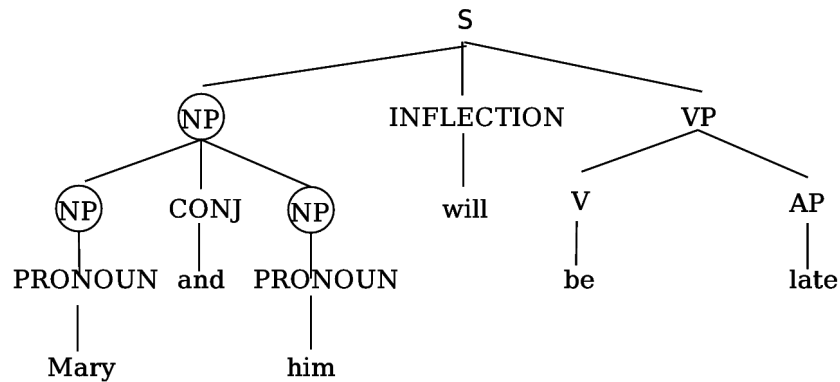 S
NP INFLECTION VP
NP CONJ NP will V AP
PRONOUN and PRONOUN be late
Mary him